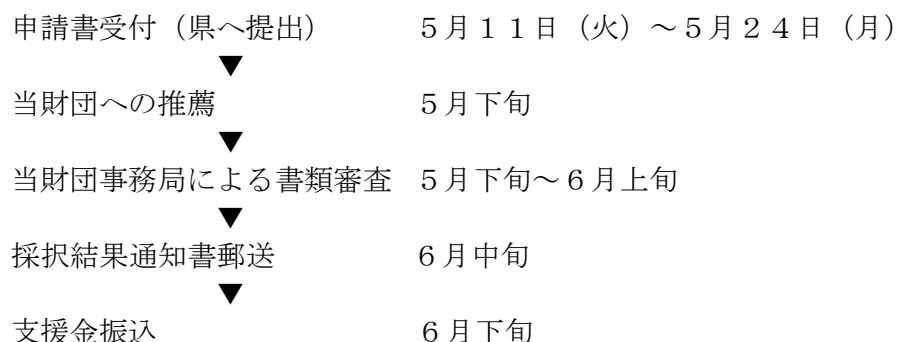 申請書受付（県へ提出）　５月１１日（火）～５月２４日（月）
▼
当財団への推薦　５月下旬
▼
当財団事務局による書類審査　５月下旬～６月上旬
▼
採択結果通知書郵送　６月中旬
▼
支援金振込　６月下旬